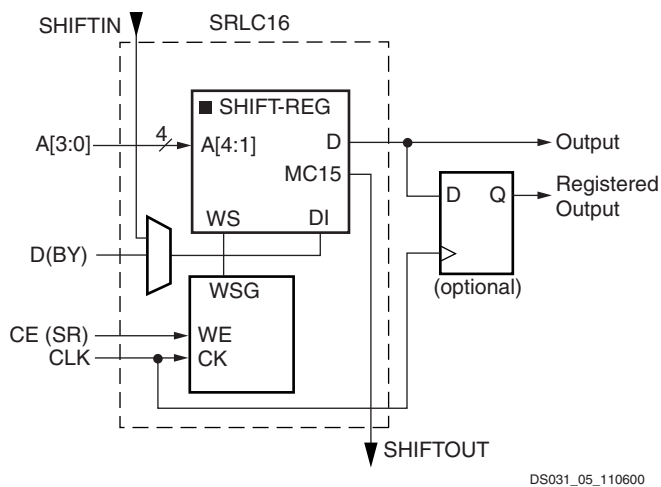 SHIFTIN
SRLC16
SHIFT-REG
A[3:0]
4
A[4:1]
D
Output
MC15
D Q
Registered
Output
WS DI
D(BY)
WSG
(optional)
CE (SR)
WE
CLK
CK
SHIFTOUT
DS031_05_110600